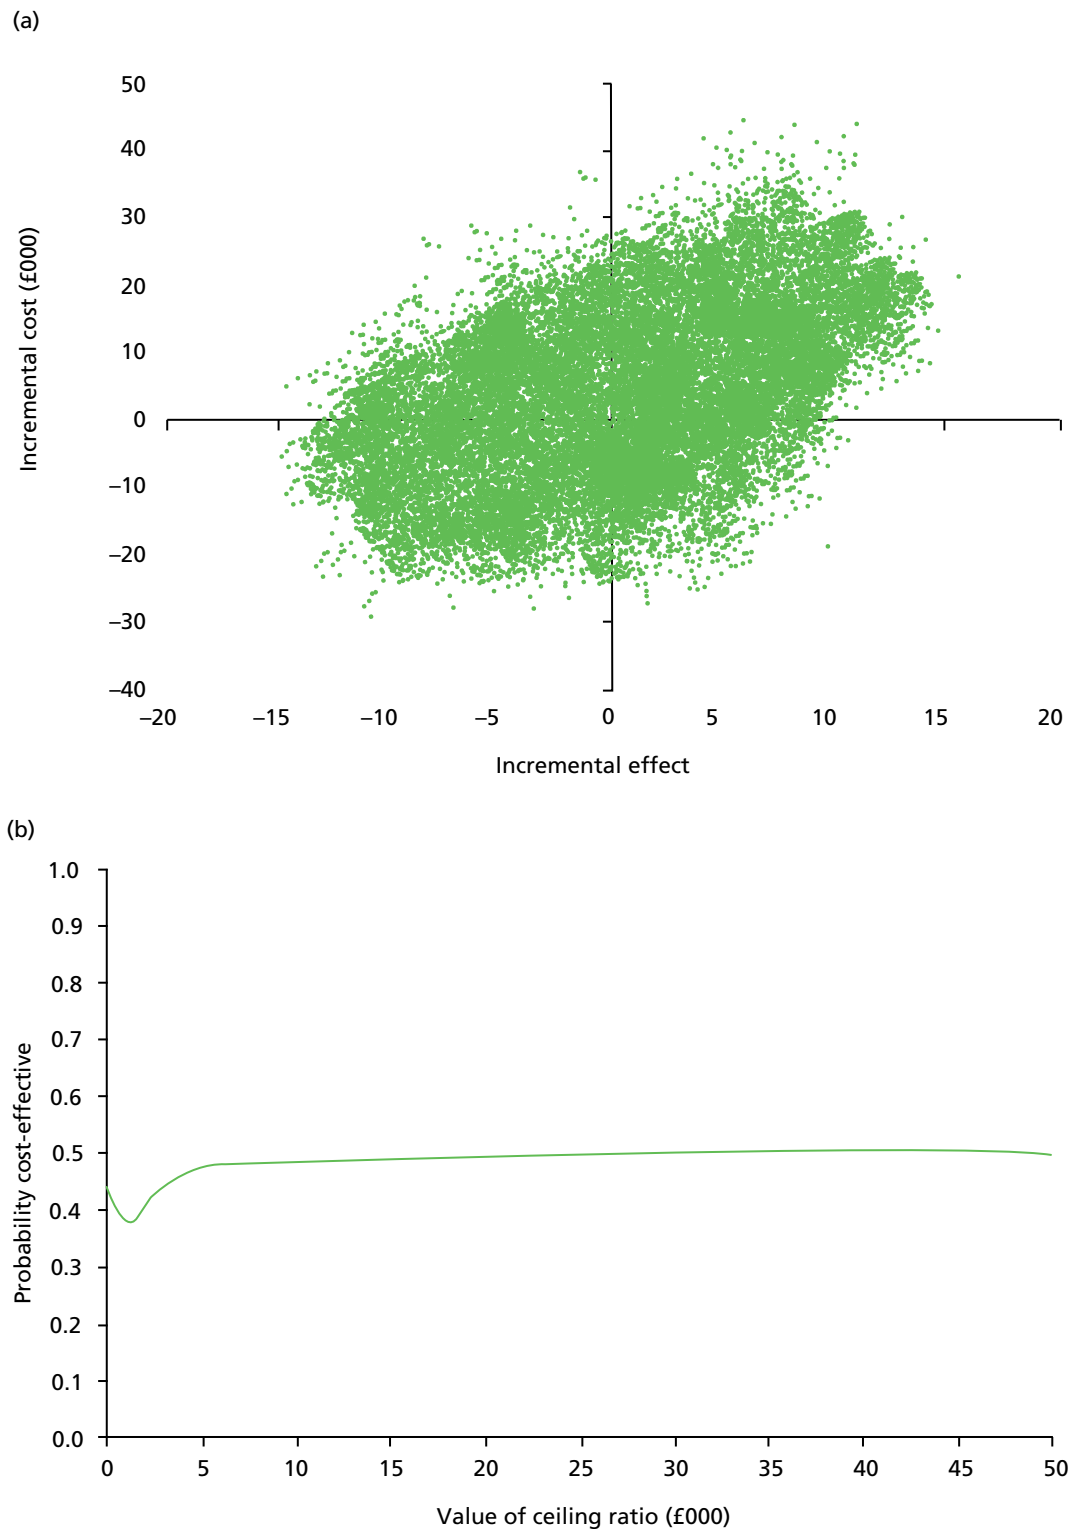 (a)
50
40
30
20
10
0
–10
–20
–30
–40
Incremental cost (£000)
–20 –15 –10 –5 0 5 10 15 20
Incremental effect
(b)
1.0
0.9
0.8
0.7
0.6
0.5
0.4
0.3
0.2
0.1
0.0
Probability cost-effective
0 5 10 15 20 25 30 35 40 45 50
Value of ceiling ratio (£000)